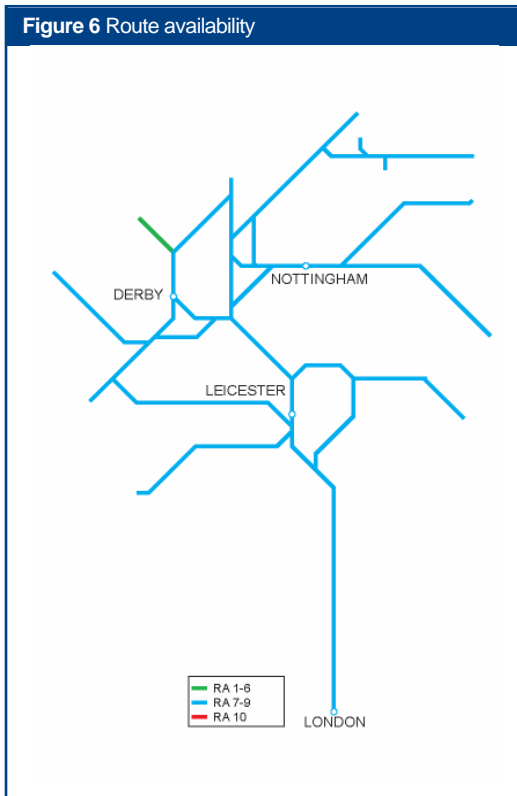 Figure 6 Route availability
NOTTINGHAM
DERBY
LEICESTER
RA 1-6
RA 7-9
RA 10
LONDON